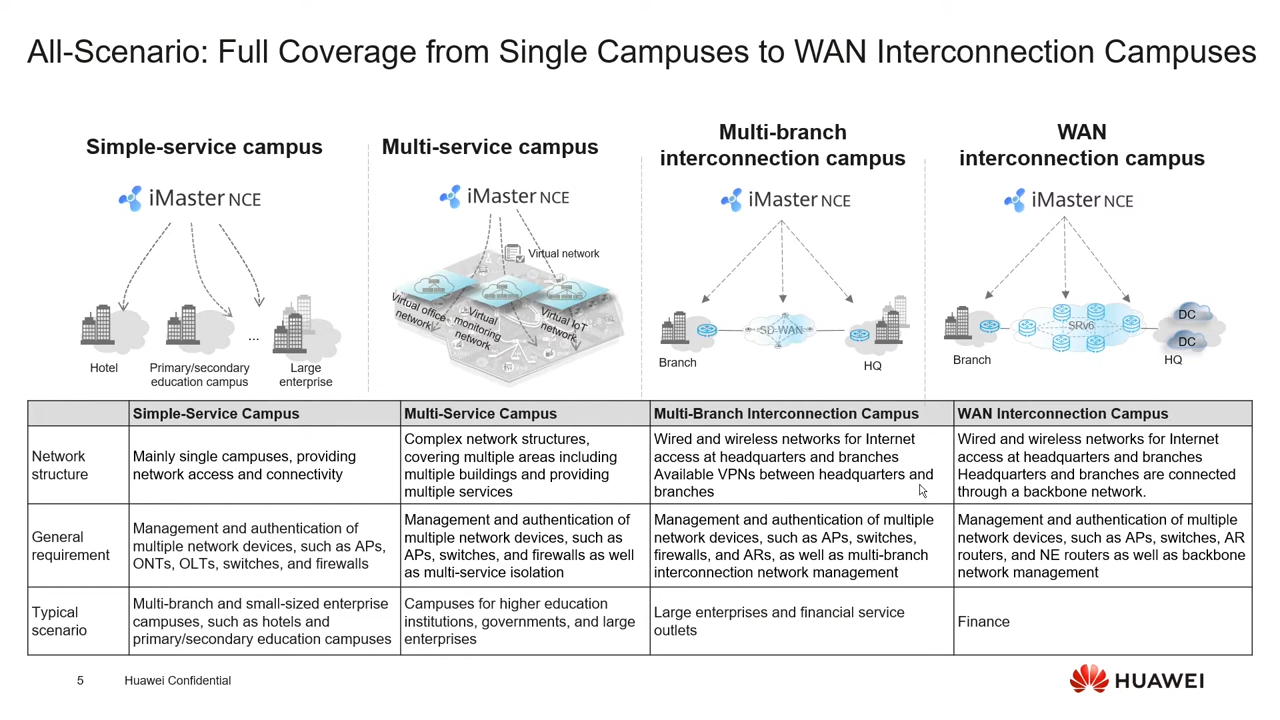 All-Scenario: Full Coverage from Single Campuses to WAN Interconnection Campuses
Simple-service campus
iMaster NCE
Hotel
Primary/secondary
education campus
...
Large
enterprise
Multi-service campus
iMaster NCE
Virtual network
Virtual office
network
Virtual
monitoring
network
Virtual IoT
network
Multi-branch
interconnection campus
iMaster NCE
SD-WAN
Branch
HQ
WAN
interconnection campus
iMaster NCE
SRv6
DC
DC
Branch
HQ
Simple-Service Campus
Multi-Service Campus
Multi-Branch Interconnection Campus
WAN Interconnection Campus
Network
structure
Mainly single campuses, providing
network access and connectivity
Complex network structures,
covering multiple areas including
multiple buildings and providing
multiple services
Wired and wireless networks for Internet
access at headquarters and branches
Available VPNs between headquarters and
branches
Wired and wireless networks for Internet
access at headquarters and branches
Headquarters and branches are connected
through a backbone network.
General
requirement
Management and authentication of
multiple network devices, such as APs,
ONTs, OLTs, switches, and firewalls
Management and authentication of
multiple network devices, such as
APs, switches, and firewalls as well
as multi-service isolation
Management and authentication of multiple
network devices, such as APs, switches,
firewalls, and ARs, as well as multi-branch
interconnection network management
Management and authentication of multiple
network devices, such as APs, switches, AR
routers, and NE routers as well as backbone
network management
Typical
scenario
Multi-branch and small-sized enterprise
campuses, such as hotels and
primary/secondary education campuses
Campuses for higher education
institutions, governments, and large
enterprises
Large enterprises and financial service
outlets
Finance
5
Huawei Confidential
HUAWEI